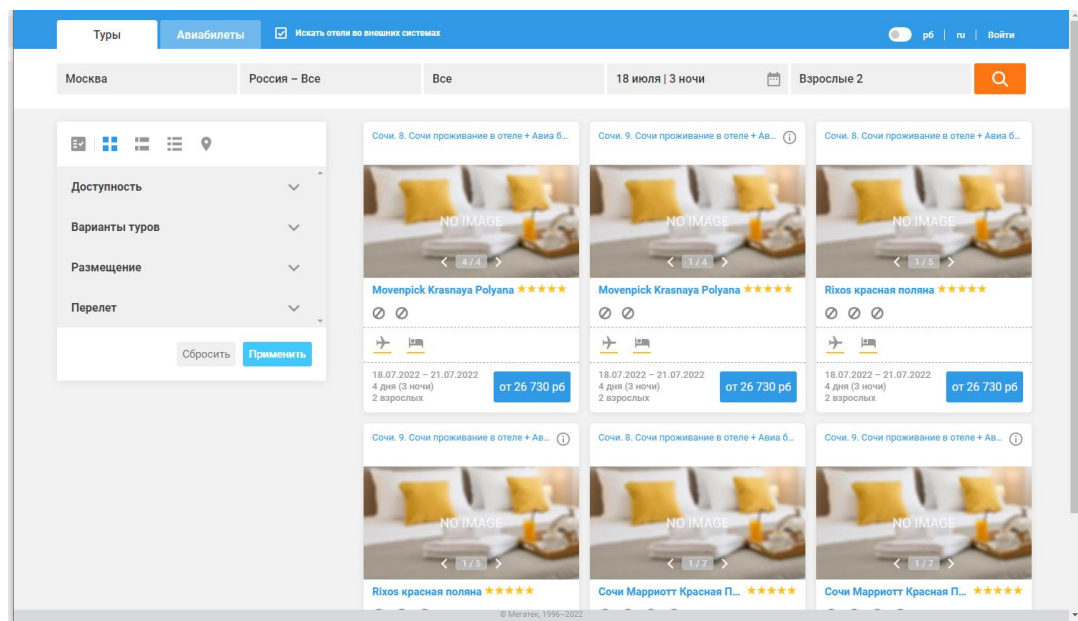 Туры
Авиабилеты
Искать отели во внешних системах
рб | ru | Войти
Москва
Россия – Все
Все
18 июля | 3 ночи
Взрослые 2
Доступность
Варианты туров
Размещение
Перелет
Сбросить
Применить
Сочи. 8. Сочи проживание в отеле + Авиа б...
NO IMAGE
4 / 4
Movenpick Krasnaya Polyana
18.07.2022 – 21.07.2022
4 дня (3 ночи)
2 взрослых
от 26 730 рб
Сочи. 9. Сочи проживание в отеле + Ав...
NO IMAGE
1 / 4
Movenpick Krasnaya Polyana
18.07.2022 – 21.07.2022
4 дня (3 ночи)
2 взрослых
от 26 730 рб
Сочи. 8. Сочи проживание в отеле + Авиа б...
NO IMAGE
1 / 5
Rixos красная поляна
18.07.2022 – 21.07.2022
4 дня (3 ночи)
2 взрослых
от 26 730 рб
Сочи. 9. Сочи проживание в отеле + Ав...
NO IMAGE
1 / 5
Rixos красная поляна
Сочи. 8. Сочи проживание в отеле + Авиа б...
NO IMAGE
1 / 7
Сочи Марриотт Красная П...
Сочи. 9. Сочи проживание в отеле + Ав...
NO IMAGE
1 / 7
Сочи Марриотт Красная П...
© Мегатек, 1996–2022